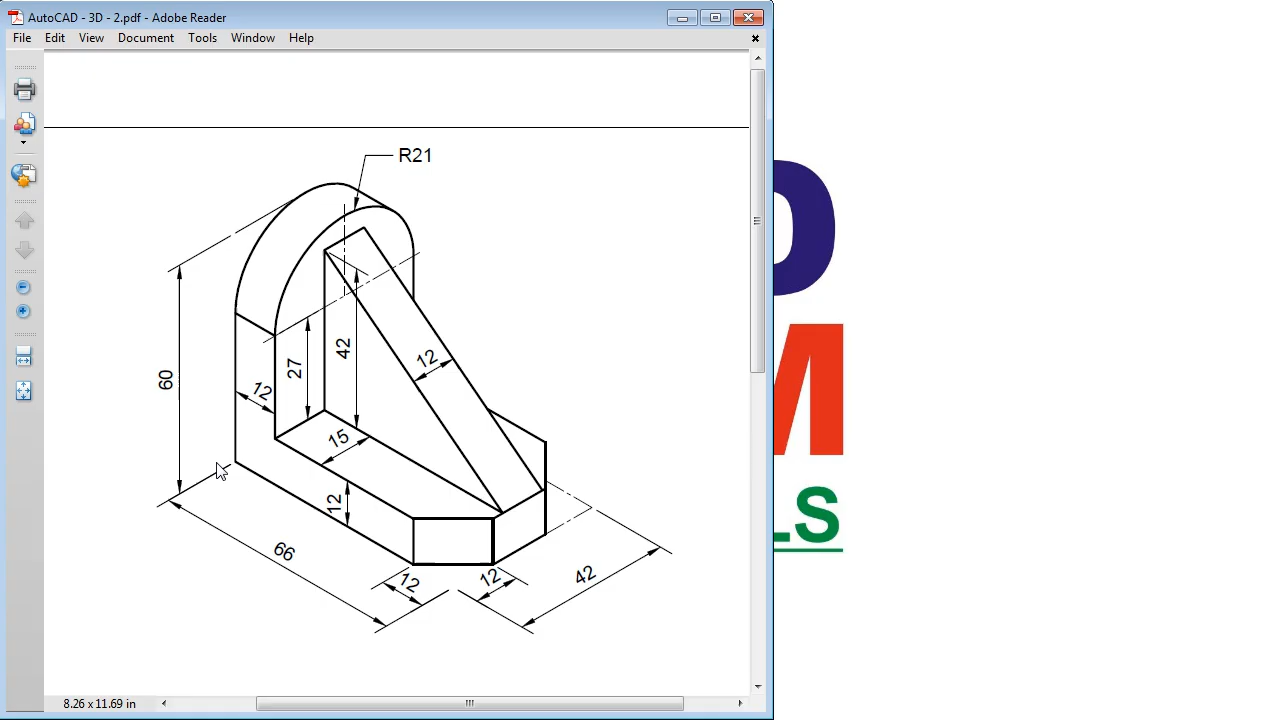 AutoCAD - 3D - 2.pdf - Adobe Reader
File Edit View Document Tools Window Help
R21
60
12
27
42
12
15
12
66
12
12
42
8.26 x 11.69 in
D
M
LS